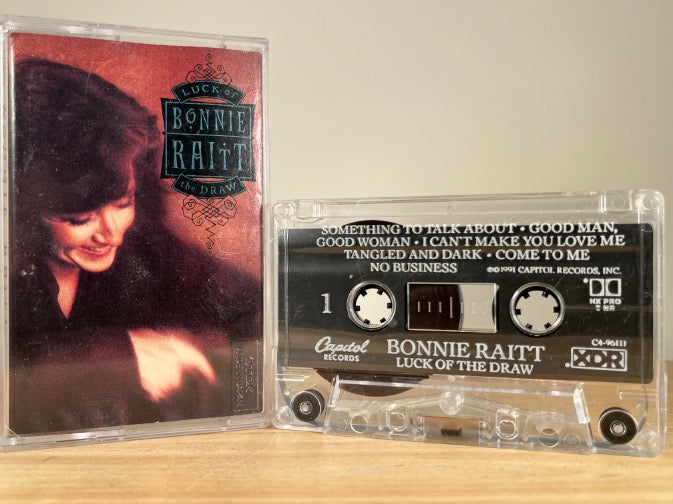 LUCK of
BONNIE
RAITT
the DRAW
SOMETHING TO TALK ABOUT • GOOD MAN,
GOOD WOMAN • I CAN'T MAKE YOU LOVE ME
TANGLED AND DARK • COME TO ME
NO BUSINESS
℗©1991 CAPITOL RECORDS, INC.
1
HX PRO
B NR
Capitol
RECORDS
BONNIE RAITT
LUCK OF THE DRAW
C4-96111
XDR